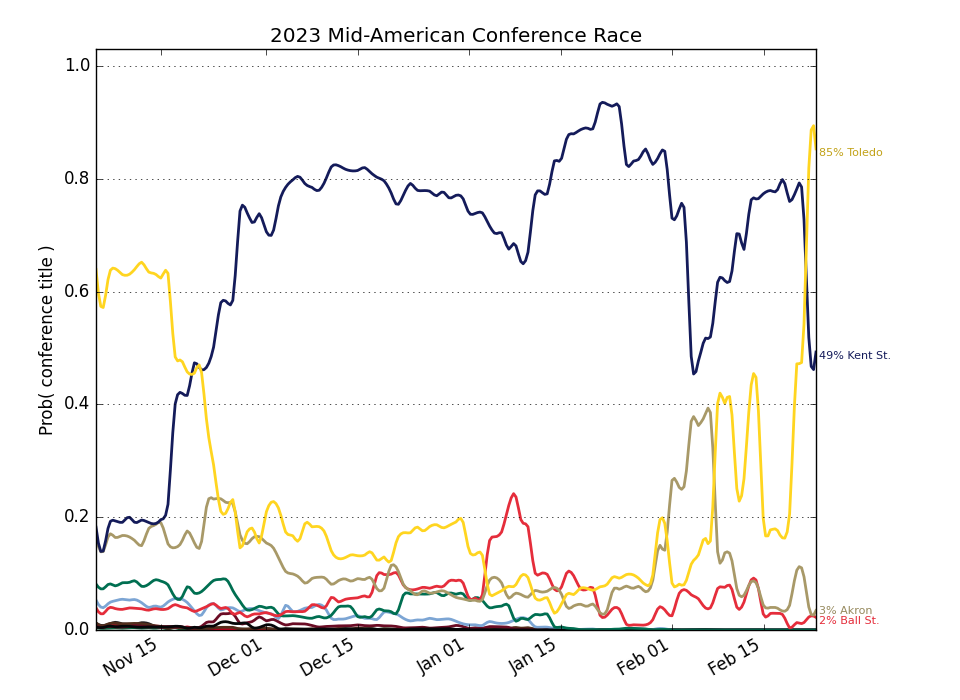 2023 Mid-American Conference Race
Prob( conference title )
1.0
0.8
0.6
0.4
0.2
0.0
85% Toledo
49% Kent St.
3% Akron
2% Ball St.
Nov 15
Dec 01
Dec 15
Jan 01
Jan 15
Feb 01
Feb 15